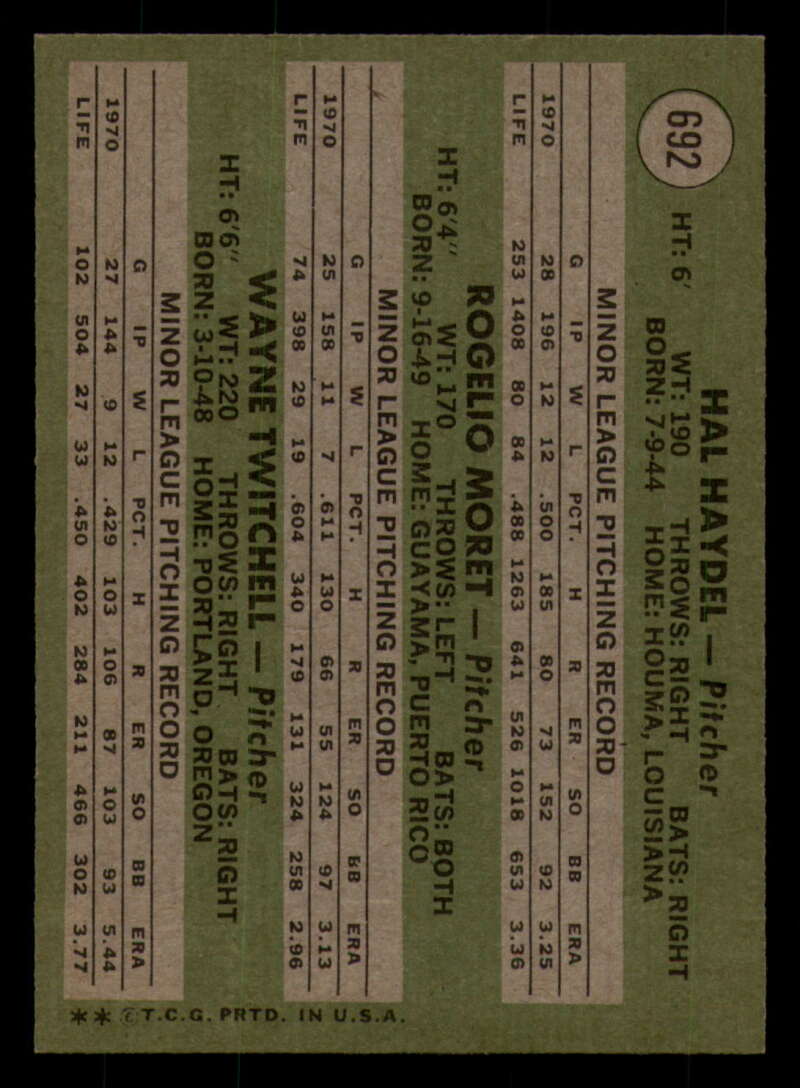 692
HAL HAYDEL — Pitcher
HT: 6' WT: 190 THROWS: RIGHT BATS: RIGHT
BORN: 7-9-44 HOME: HOUMA, LOUISIANA
MINOR LEAGUE PITCHING RECORD
G IP W L PCT. H R ER SO BB ERA
1970 28 196 12 12 .500 185 80 73 152 92 3.25
LIFE 253 1408 80 84 .488 1263 641 526 1018 653 3.36
ROGELIO MORET — Pitcher
HT: 6'4" WT: 170 THROWS: LEFT BATS: BOTH
BORN: 9-16-49 HOME: GUAYAMA, PUERTO RICO
MINOR LEAGUE PITCHING RECORD
G IP W L PCT. H R ER SO BB ERA
1970 25 158 11 7 .611 130 66 55 124 97 3.13
LIFE 74 398 29 19 .604 340 179 131 324 258 2.96
WAYNE TWITCHELL — Pitcher
HT: 6'6" WT: 220 THROWS: RIGHT BATS: RIGHT
BORN: 3-10-48 HOME: PORTLAND, OREGON
MINOR LEAGUE PITCHING RECORD
G IP W L PCT. H R ER SO BB ERA
1970 27 144 9 12 .429 103 106 87 103 93 5.44
LIFE 102 504 27 33 .450 402 284 211 466 302 3.77
** © T.C.G. PRTD. IN U.S.A.